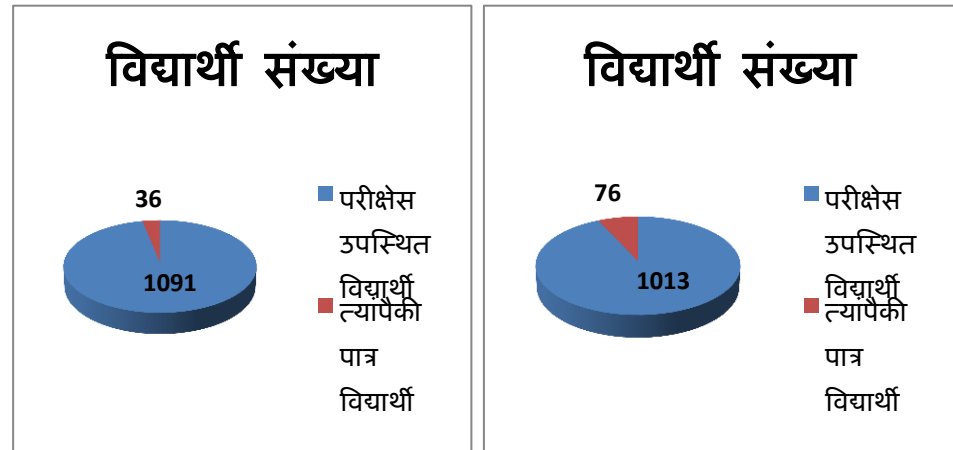 विद्यार्थी संख्या
36
1091
परीक्षेस
उपस्थित
विद्यार्थी
त्यांपैकी
पात्र
विद्यार्थी
विद्यार्थी संख्या
76
1013
परीक्षेस
उपस्थित
विद्यार्थी
त्यांपैकी
पात्र
विद्यार्थी